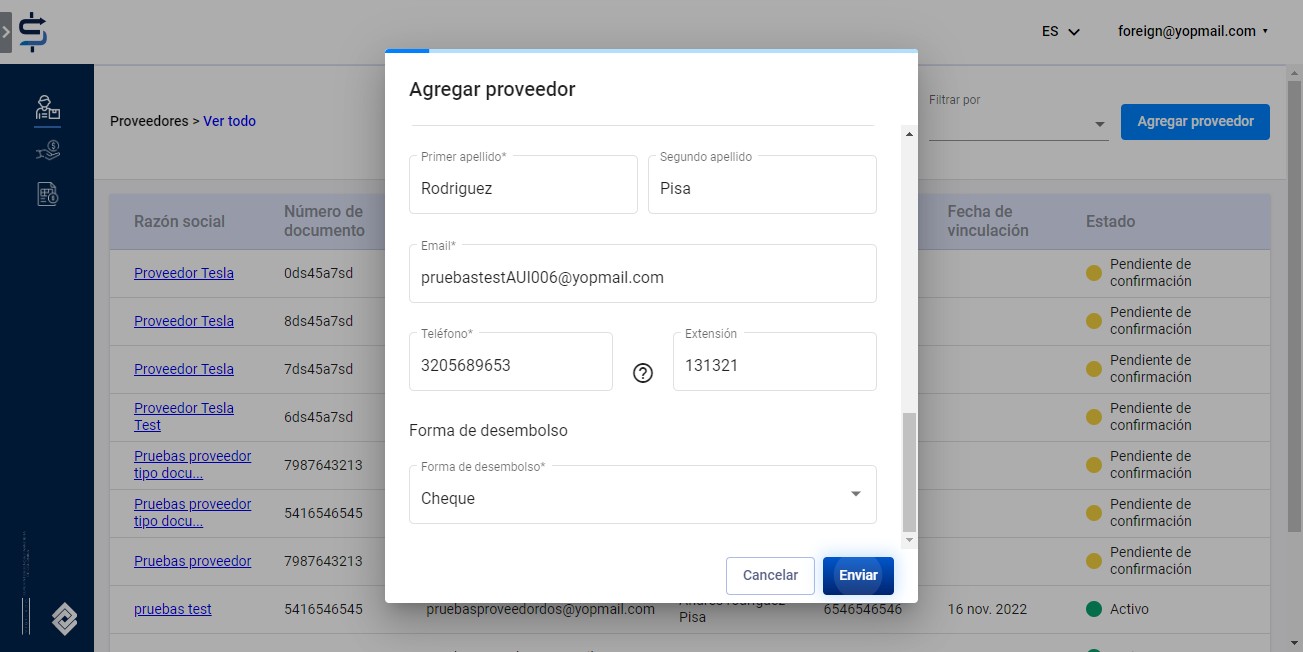 ES
foreign@yopmail.com
Agregar proveedor
Proveedores > Ver todo
Filtrar por
Agregar proveedor
Primer apellido*
Segundo apellido
Rodriguez
Pisa
Email*
pruebastestAUI006@yopmail.com
Teléfono*
Extensión
3205689653
131321
Forma de desembolso
Forma de desembolso*
Cheque
Cancelar
Enviar
Razón social
Número de
documento
Fecha de
vinculación
Estado
Proveedor Tesla
0ds45a7sd
Pendiente de
confirmación
Proveedor Tesla
8ds45a7sd
Pendiente de
confirmación
Proveedor Tesla
7ds45a7sd
Pendiente de
confirmación
Proveedor Tesla
Test
6ds45a7sd
Pendiente de
confirmación
Pruebas proveedor
tipo docu...
7987643213
Pendiente de
confirmación
Pruebas proveedor
tipo docu...
5416546545
Pendiente de
confirmación
Pruebas proveedor
7987643213
Pendiente de
confirmación
pruebas test
5416546545
pruebasproveedordos@yopmail.com
Andres rodriguez
Pisa
6546546546
16 nov. 2022
Activo